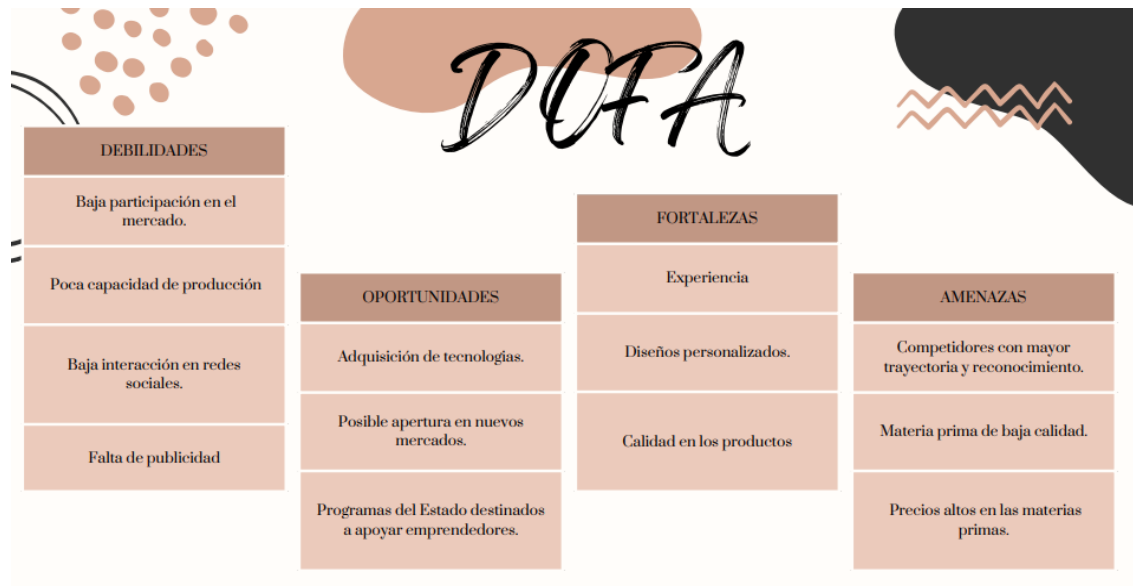 DOFA
DEBILIDADES
Baja participación en el
mercado.
Poca capacidad de producción
Baja interacción en redes
sociales.
Falta de publicidad
OPORTUNIDADES
Adquisición de tecnologias.
Posible apertura en nuevos
mercados.
Programas del Estado destinados
a apoyar emprendedores.
FORTALEZAS
Experiencia
Diseños personalizados.
Calidad en los productos
AMENAZAS
Competidores con mayor
trayectoria y reconocimiento.
Materia prima de baja calidad.
Precios altos en las materias
primas.